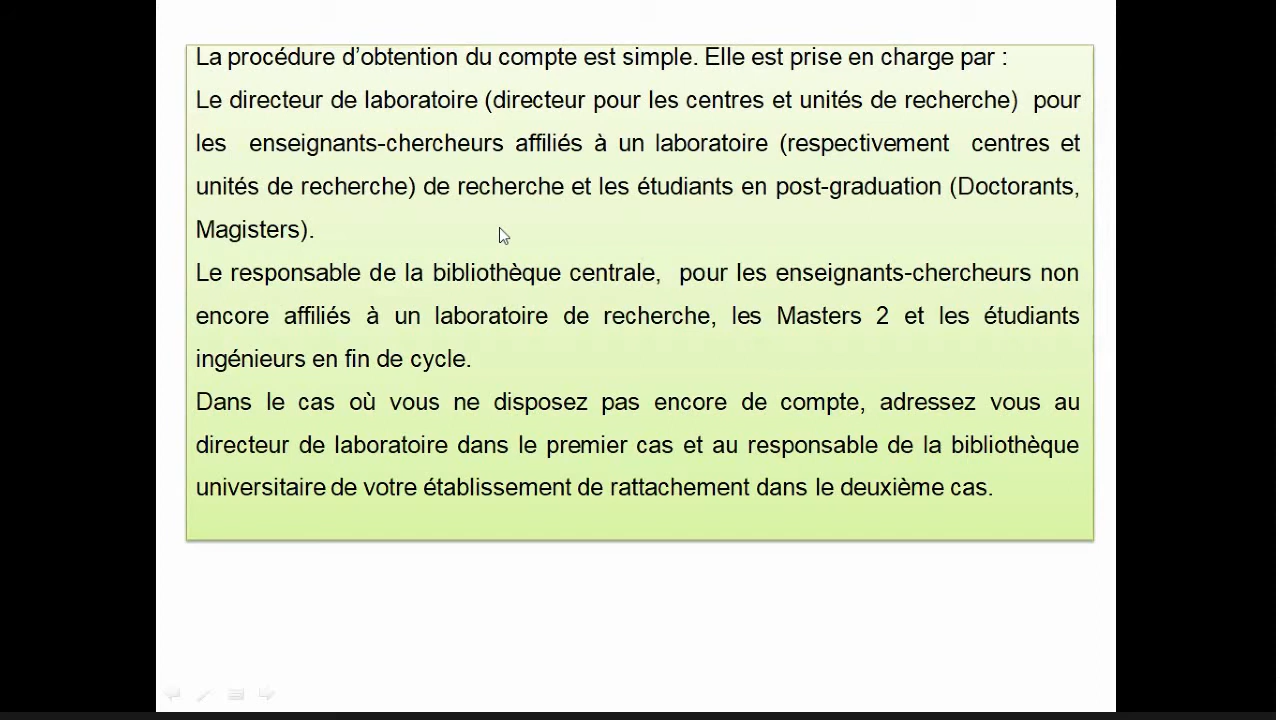 La procédure d’obtention du compte est simple. Elle est prise en charge par :
Le directeur de laboratoire (directeur pour les centres et unités de recherche) pour
les enseignants-chercheurs affiliés à un laboratoire (respectivement centres et
unités de recherche) de recherche et les étudiants en post-graduation (Doctorants,
Magisters).
Le responsable de la bibliothèque centrale, pour les enseignants-chercheurs non
encore affiliés à un laboratoire de recherche, les Masters 2 et les étudiants
ingénieurs en fin de cycle.
Dans le cas où vous ne disposez pas encore de compte, adressez vous au
directeur de laboratoire dans le premier cas et au responsable de la bibliothèque
universitaire de votre établissement de rattachement dans le deuxième cas.